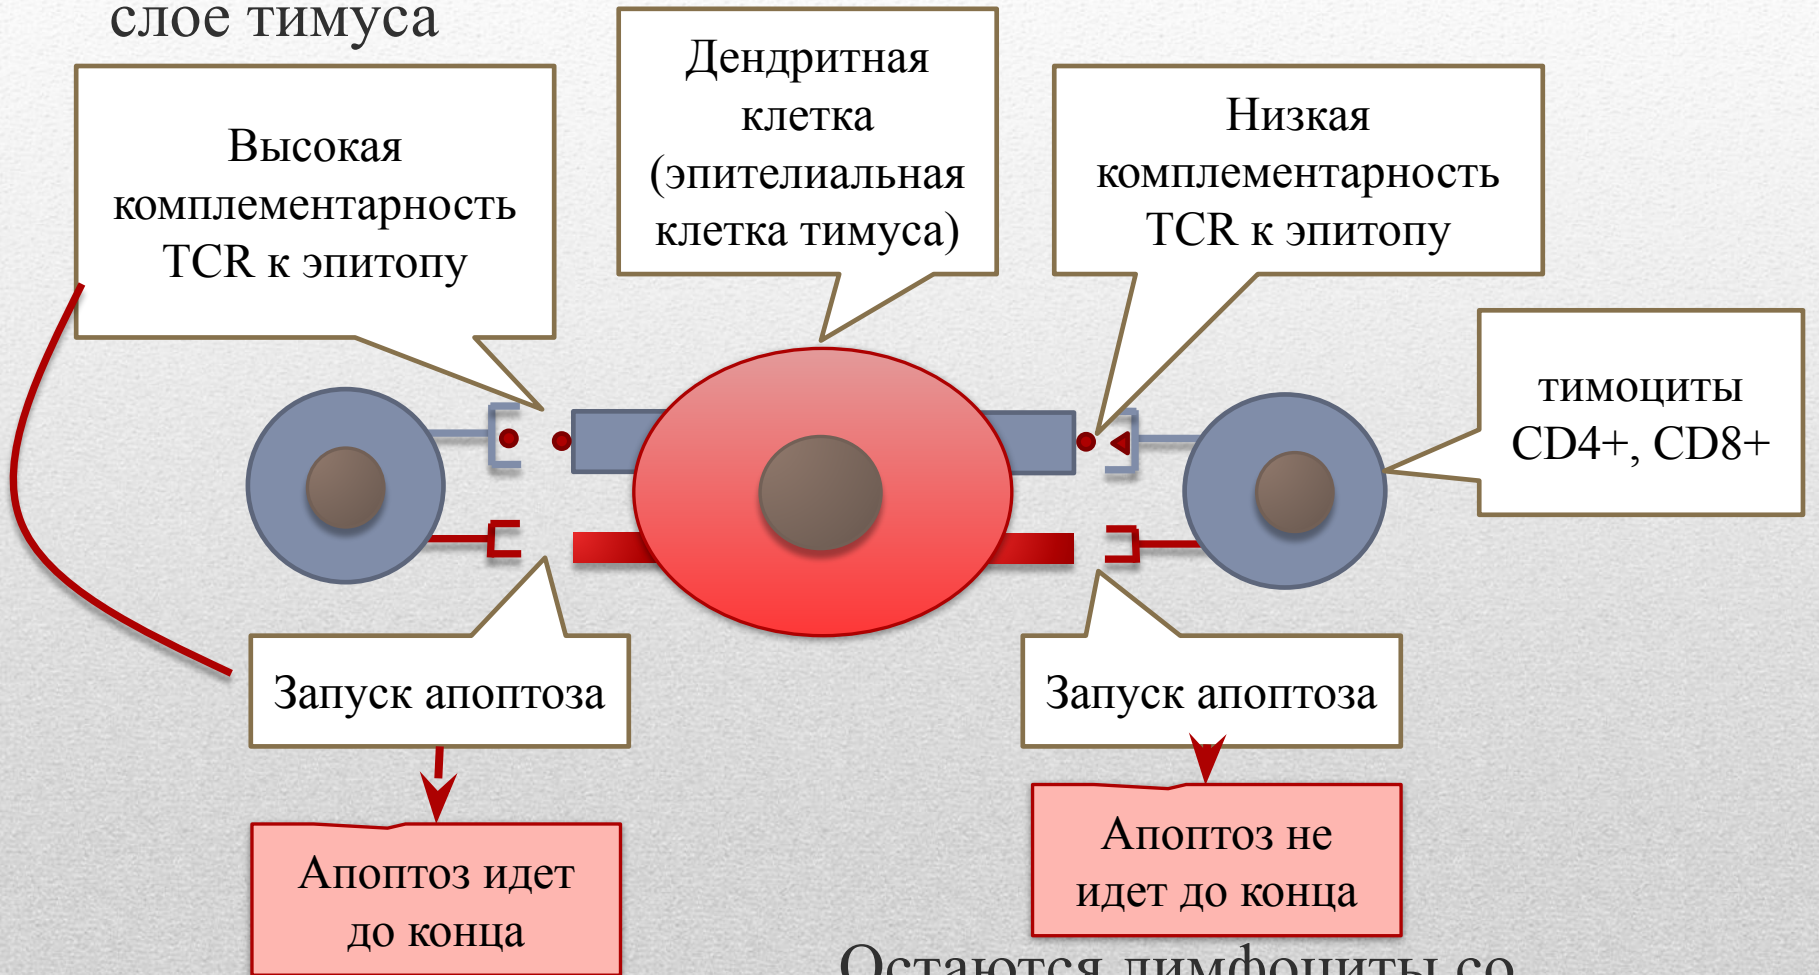 слое тимуса
Высокая
комплементарность
TCR к эпитопу
Дендритная
клетка
(эпителиальная
клетка тимуса)
Низкая
комплементарность
TCR к эпитопу
тимоциты
CD4+, CD8+
Запуск апоптоза
Запуск апоптоза
Апоптоз идет
до конца
Апоптоз не
идет до конца
Остаются лимфоциты со